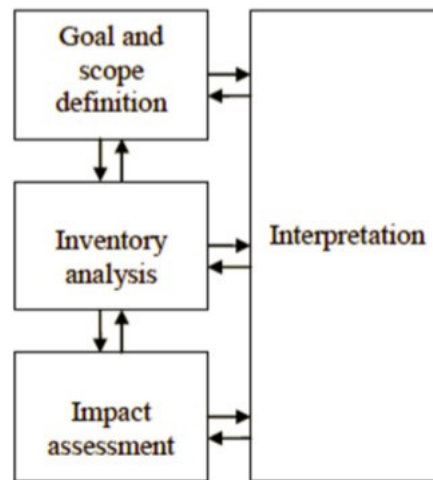 Goal and
scope
definition
Inventory
analysis
Interpretation
Impact
assessment